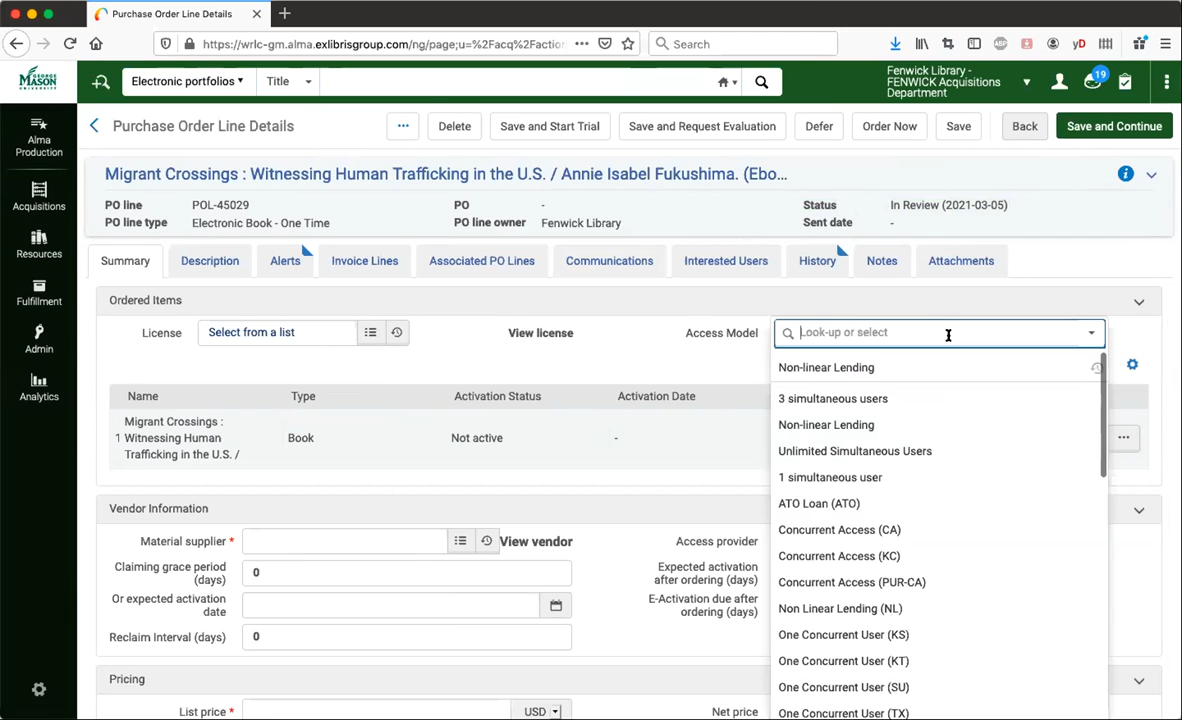 Purchase Order Line Details
https://wrlc-gm.alma.exlibrisgroup.com/ng/page;u=%2Facq%2Faction
Search
ABP
yD
GEORGE
MASON
UNIVERSITY
Electronic portfolios
Title
Fenwick Library -
FENWICK Acquisitions
Department
19
Alma
Production
Acquisitions
Resources
Fulfillment
Admin
Analytics
Purchase Order Line Details
Delete
Save and Start Trial
Save and Request Evaluation
Defer
Order Now
Save
Back
Save and Continue
Migrant Crossings : Witnessing Human Trafficking in the U.S. / Annie Isabel Fukushima. (Ebo...
PO line POL-45029 PO - Status In Review (2021-03-05)
PO line type Electronic Book - One Time PO line owner Fenwick Library Sent date -
Summary Description Alerts Invoice Lines Associated PO Lines Communications Interested Users History Notes Attachments
Ordered Items
License Select from a list View license Access Model Look-up or select
Name Type Activation Status Activation Date
1 Migrant Crossings :
Witnessing Human
Trafficking in the U.S. /
Book Not active -
Non-linear Lending
3 simultaneous users
Non-linear Lending
Unlimited Simultaneous Users
1 simultaneous user
ATO Loan (ATO)
Concurrent Access (CA)
Concurrent Access (KC)
Concurrent Access (PUR-CA)
Non Linear Lending (NL)
One Concurrent User (KS)
One Concurrent User (KT)
One Concurrent User (SU)
One Concurrent User (TX)
Vendor Information
Material supplier * View vendor Access provider
Claiming grace period
(days)
0
Expected activation
after ordering (days)
Or expected activation
date
E-Activation due after
ordering (days)
Reclaim Interval (days) 0
Pricing
List price * USD Net price